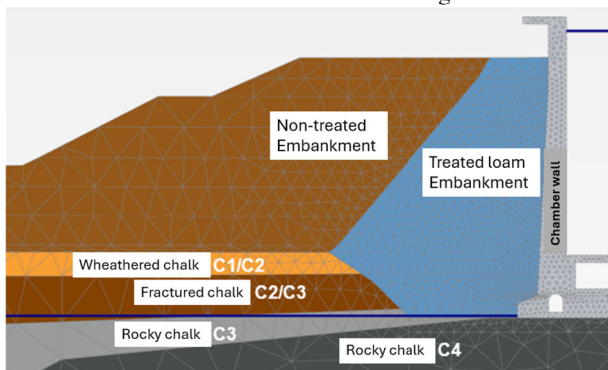 Non-treated
Embankment
Treated loam
Embankment
Chamber wall
Wheathered chalk C1/C2
Fractured chalk C2/C3
Rocky chalk C3
Rocky chalk C4